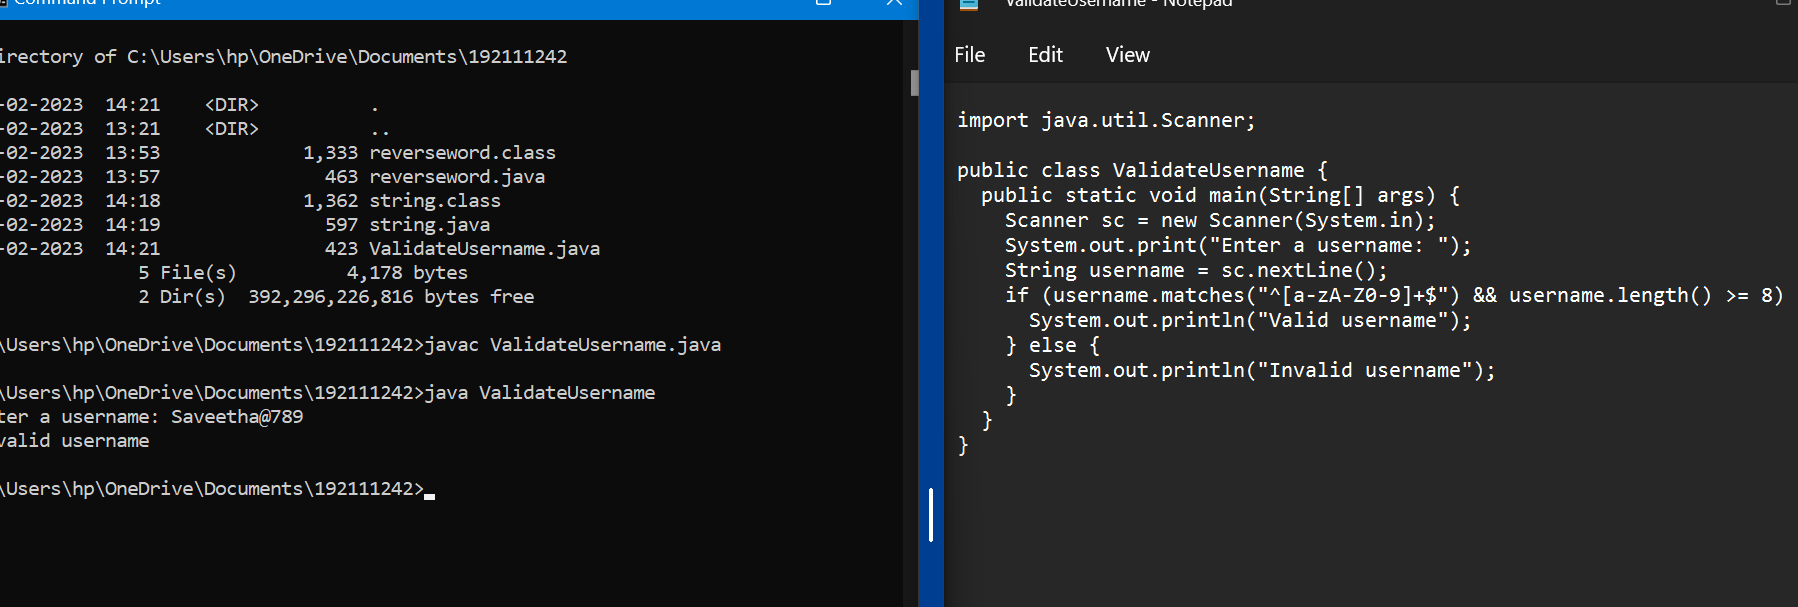 Command Prompt
irectory of C:\Users\hp\OneDrive\Documents\192111242
-02-2023  14:21    <DIR>          .
-02-2023  13:21    <DIR>          ..
-02-2023  13:53             1,333 reverseword.class
-02-2023  13:57               463 reverseword.java
-02-2023  14:18             1,362 string.class
-02-2023  14:19               597 string.java
-02-2023  14:21               423 ValidateUsername.java
5 File(s)          4,178 bytes
2 Dir(s)  392,296,226,816 bytes free
\Users\hp\OneDrive\Documents\192111242>javac ValidateUsername.java
\Users\hp\OneDrive\Documents\192111242>java ValidateUsername
ter a username: Saveetha@789
valid username
\Users\hp\OneDrive\Documents\192111242>
ValidateUsername - Notepad
File Edit View
import java.util.Scanner;
public class ValidateUsername {
  public static void main(String[] args) {
    Scanner sc = new Scanner(System.in);
    System.out.print("Enter a username: ");
    String username = sc.nextLine();
    if (username.matches("^[a-zA-Z0-9]+$") && username.length() >= 8)
      System.out.println("Valid username");
    } else {
      System.out.println("Invalid username");
    }
  }
}